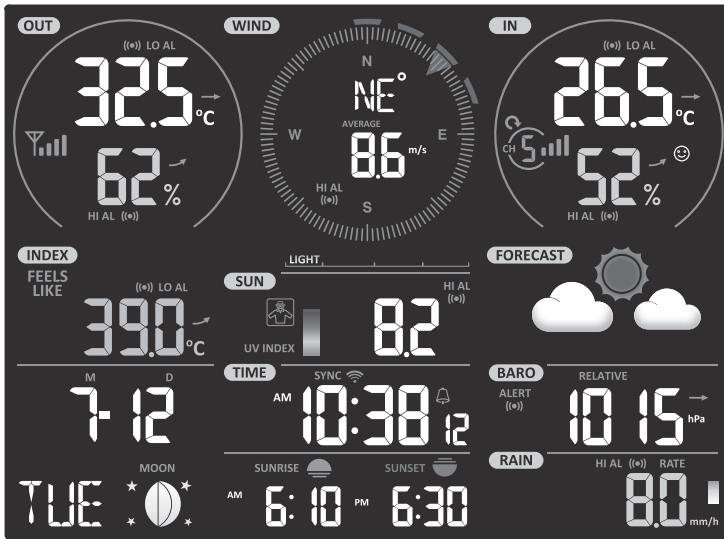 OUT
LO AL
32.5 °C
62 %
HI AL
WIND
N
NE°
AVERAGE
W
E
8.6 m/s
HI AL
S
IN
LO AL
26.5 °C
CH 5
52 %
HI AL
INDEX
FEELS
LIKE
LO AL
39.0 °C
LIGHT
SUN
HI AL
UV INDEX
8.2
FORECAST
M D
7-12
TUE
MOON
TIME
SYNC
AM 10:38 12
SUNRISE
AM 6:10
SUNSET
PM 6:30
BARO
RELATIVE
ALERT
1015 hPa
RAIN
HI AL RATE
8.0 mm/h